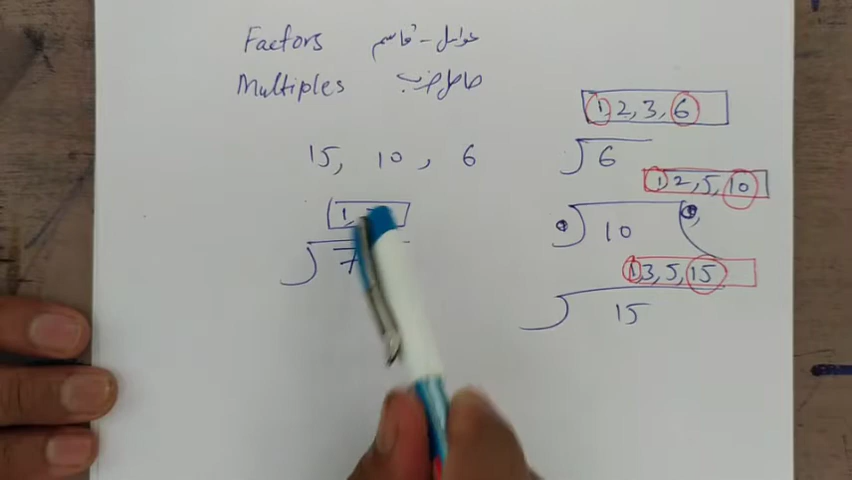 Factors عوامل - قاسم
Multiples حاصل ضرب
15, 10, 6
1,
7
1 2, 3, 6
6
1 2, 5, 10
10
1 3, 5, 15
15